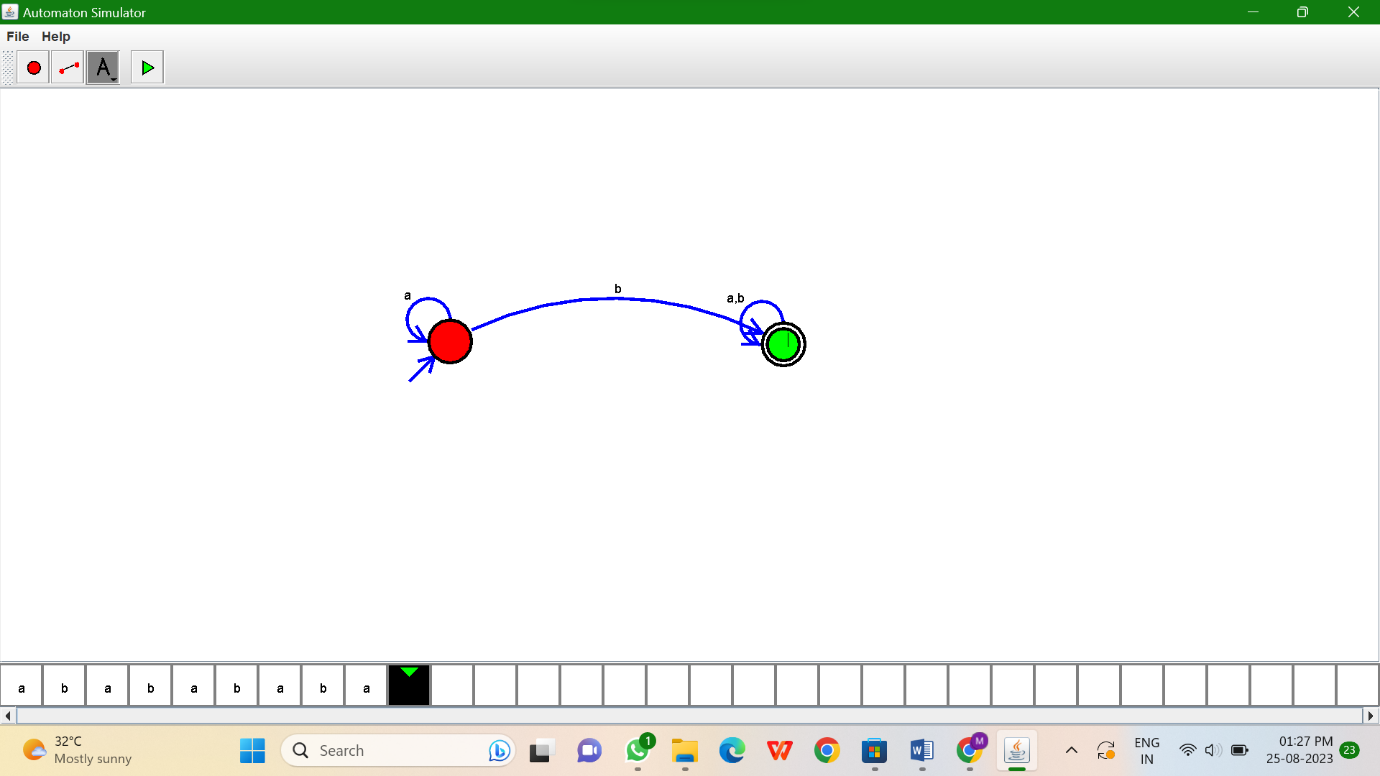 Automaton Simulator
File Help
A
a
b
a,b
a b a b a b a b a
32°C
Mostly sunny
Search
1
M
ENG
IN
01:27 PM
25-08-2023
23